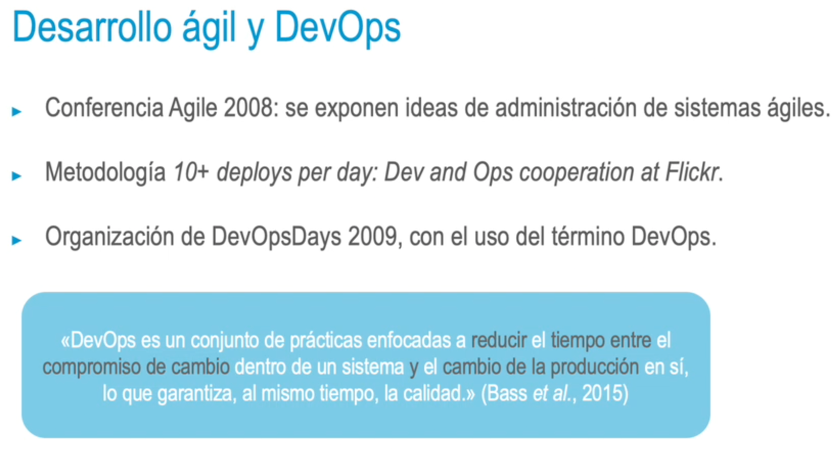 Desarrollo ágil y DevOps
► Conferencia Agile 2008: se exponen ideas de administración de sistemas ágiles.
► Metodología 10+ deploys per day: Dev and Ops cooperation at Flickr.
► Organización de DevOpsDays 2009, con el uso del término DevOps.
«DevOps es un conjunto de prácticas enfocadas a reducir el tiempo entre el
compromiso de cambio dentro de un sistema y el cambio de la producción en sí,
lo que garantiza, al mismo tiempo, la calidad.» (Bass et al., 2015)